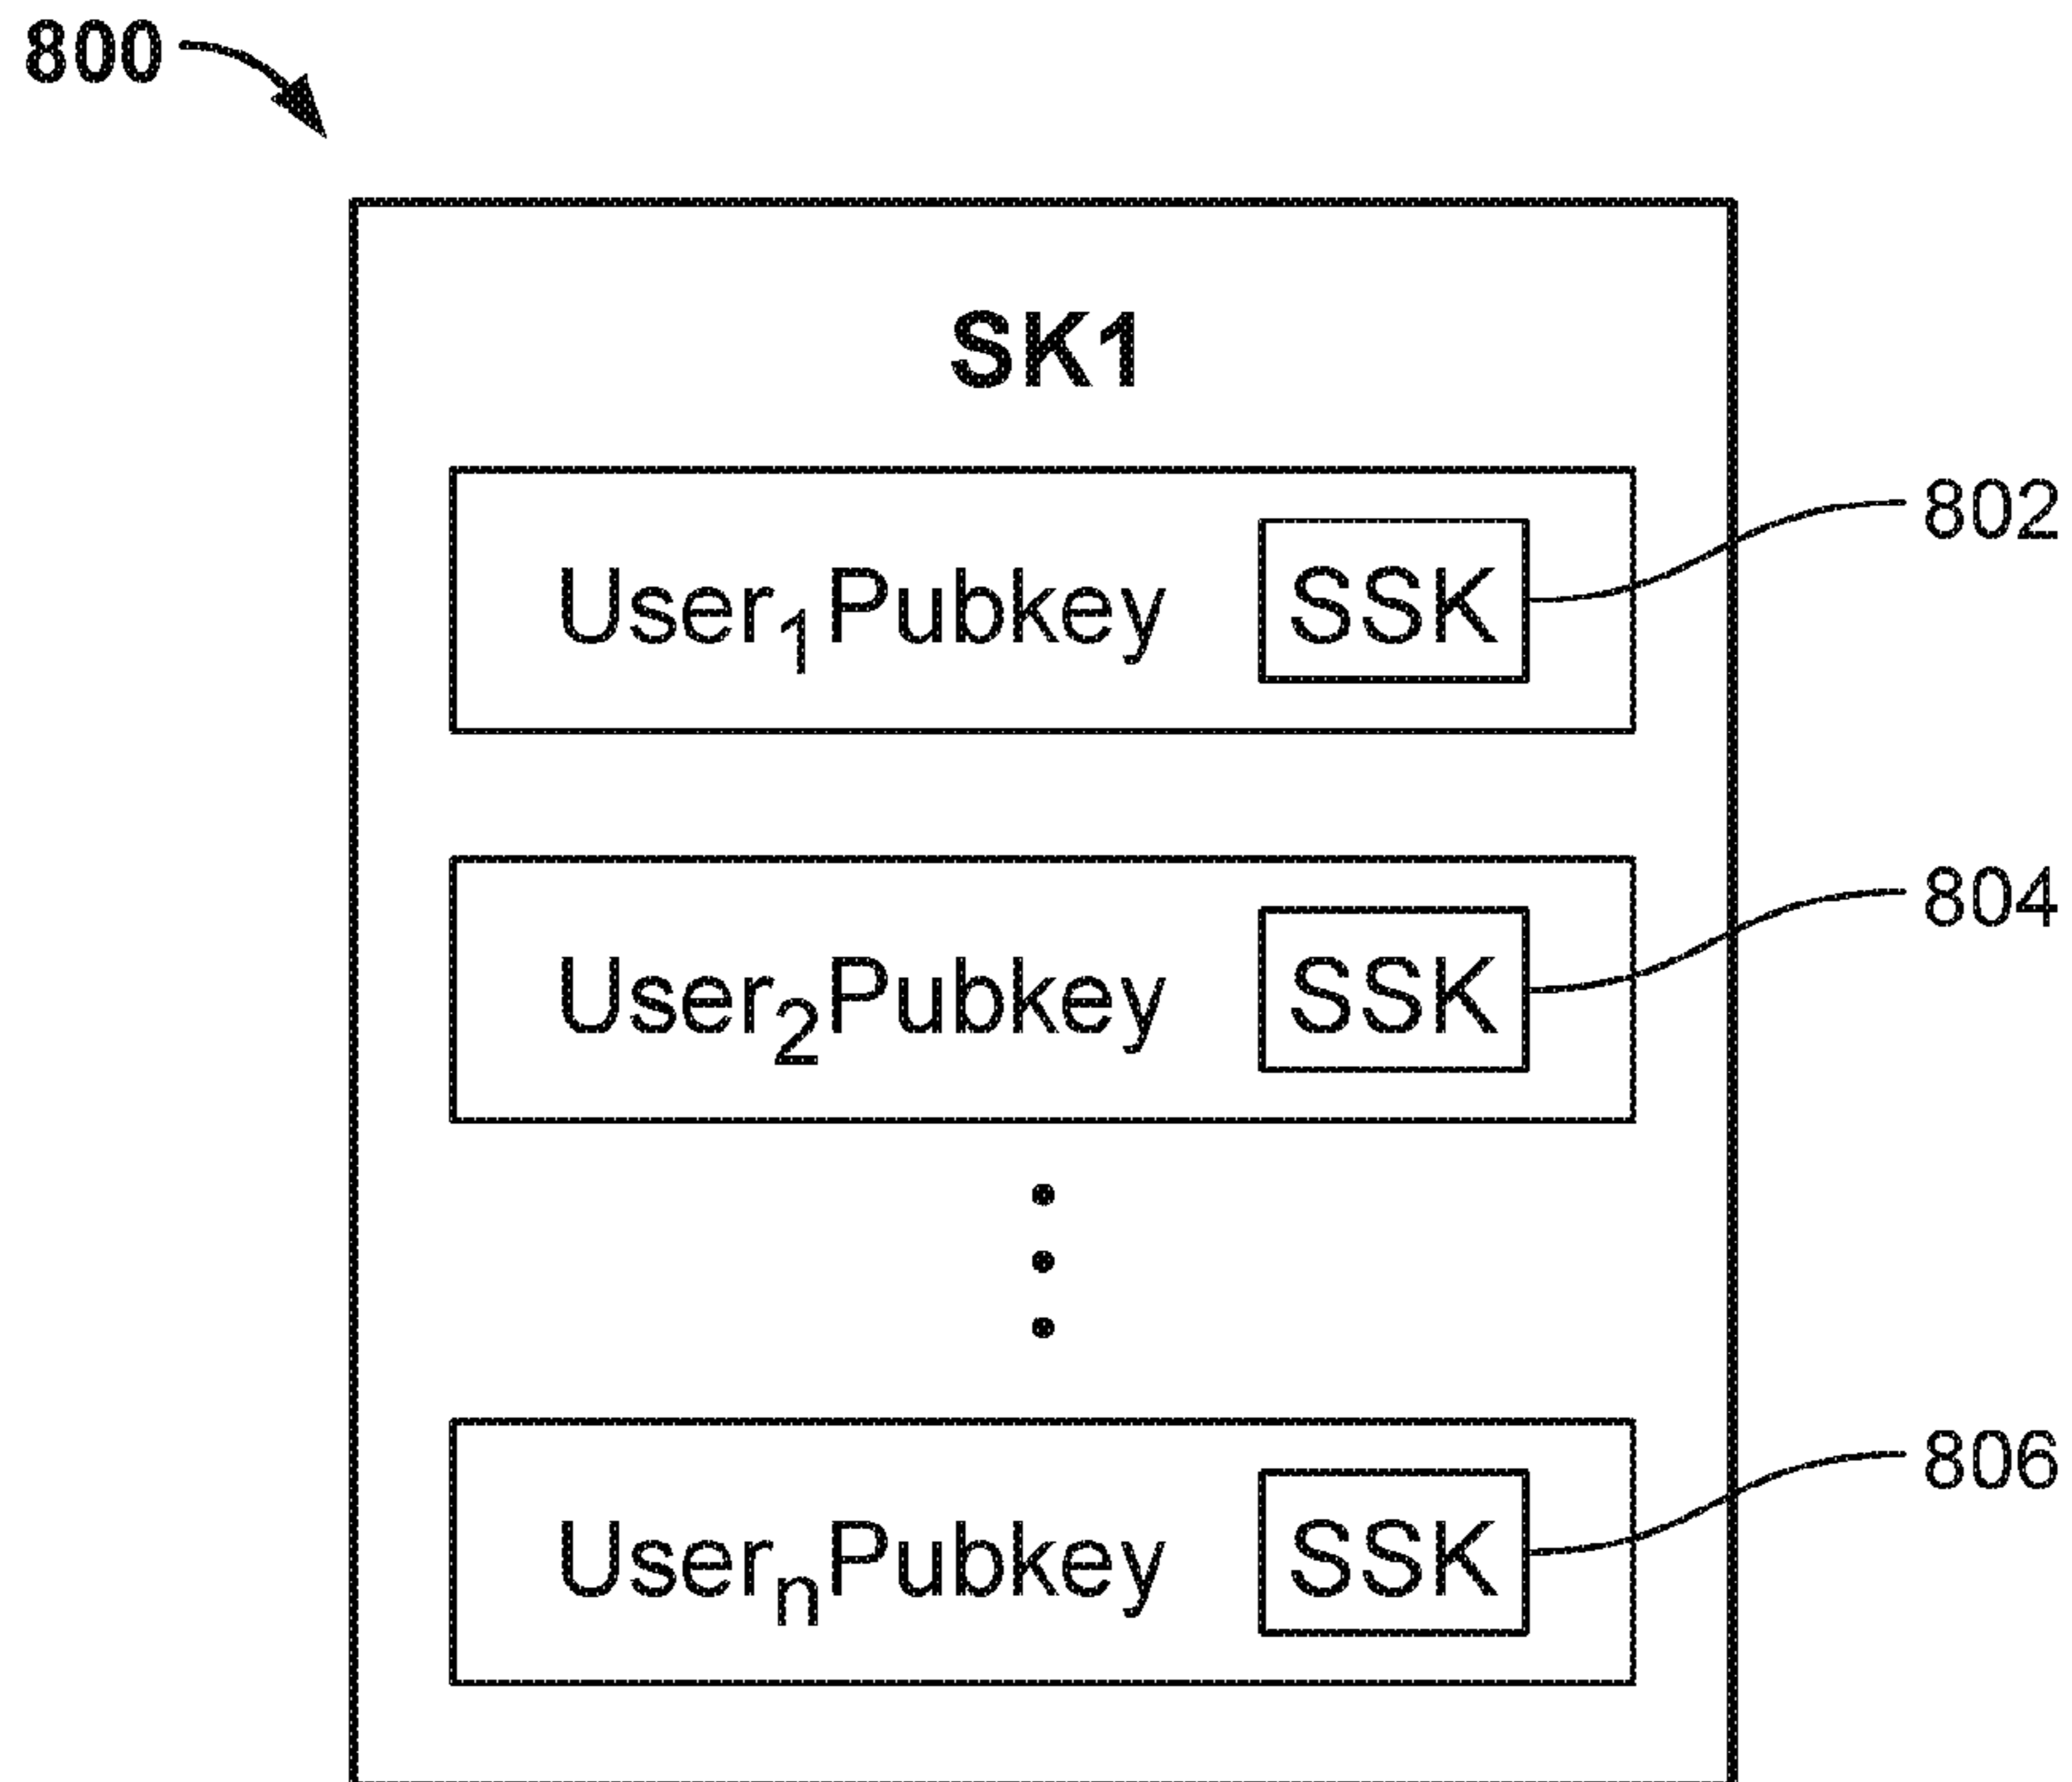 800
SK1
User₁Pubkey SSK 802
User₂Pubkey SSK 804
UserₙPubkey SSK 806